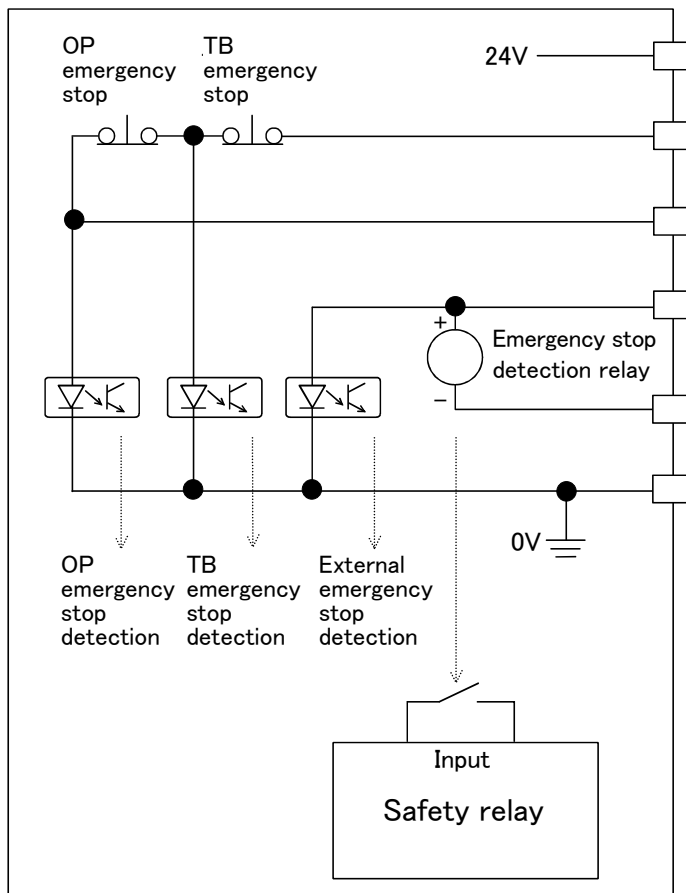 OP
emergency
stop
TB
emergency
stop
24V
+
Emergency stop
detection relay
-
0V
OP
emergency
stop
detection
TB
emergency
stop
detection
External
emergency
stop
detection
Input
Safety relay